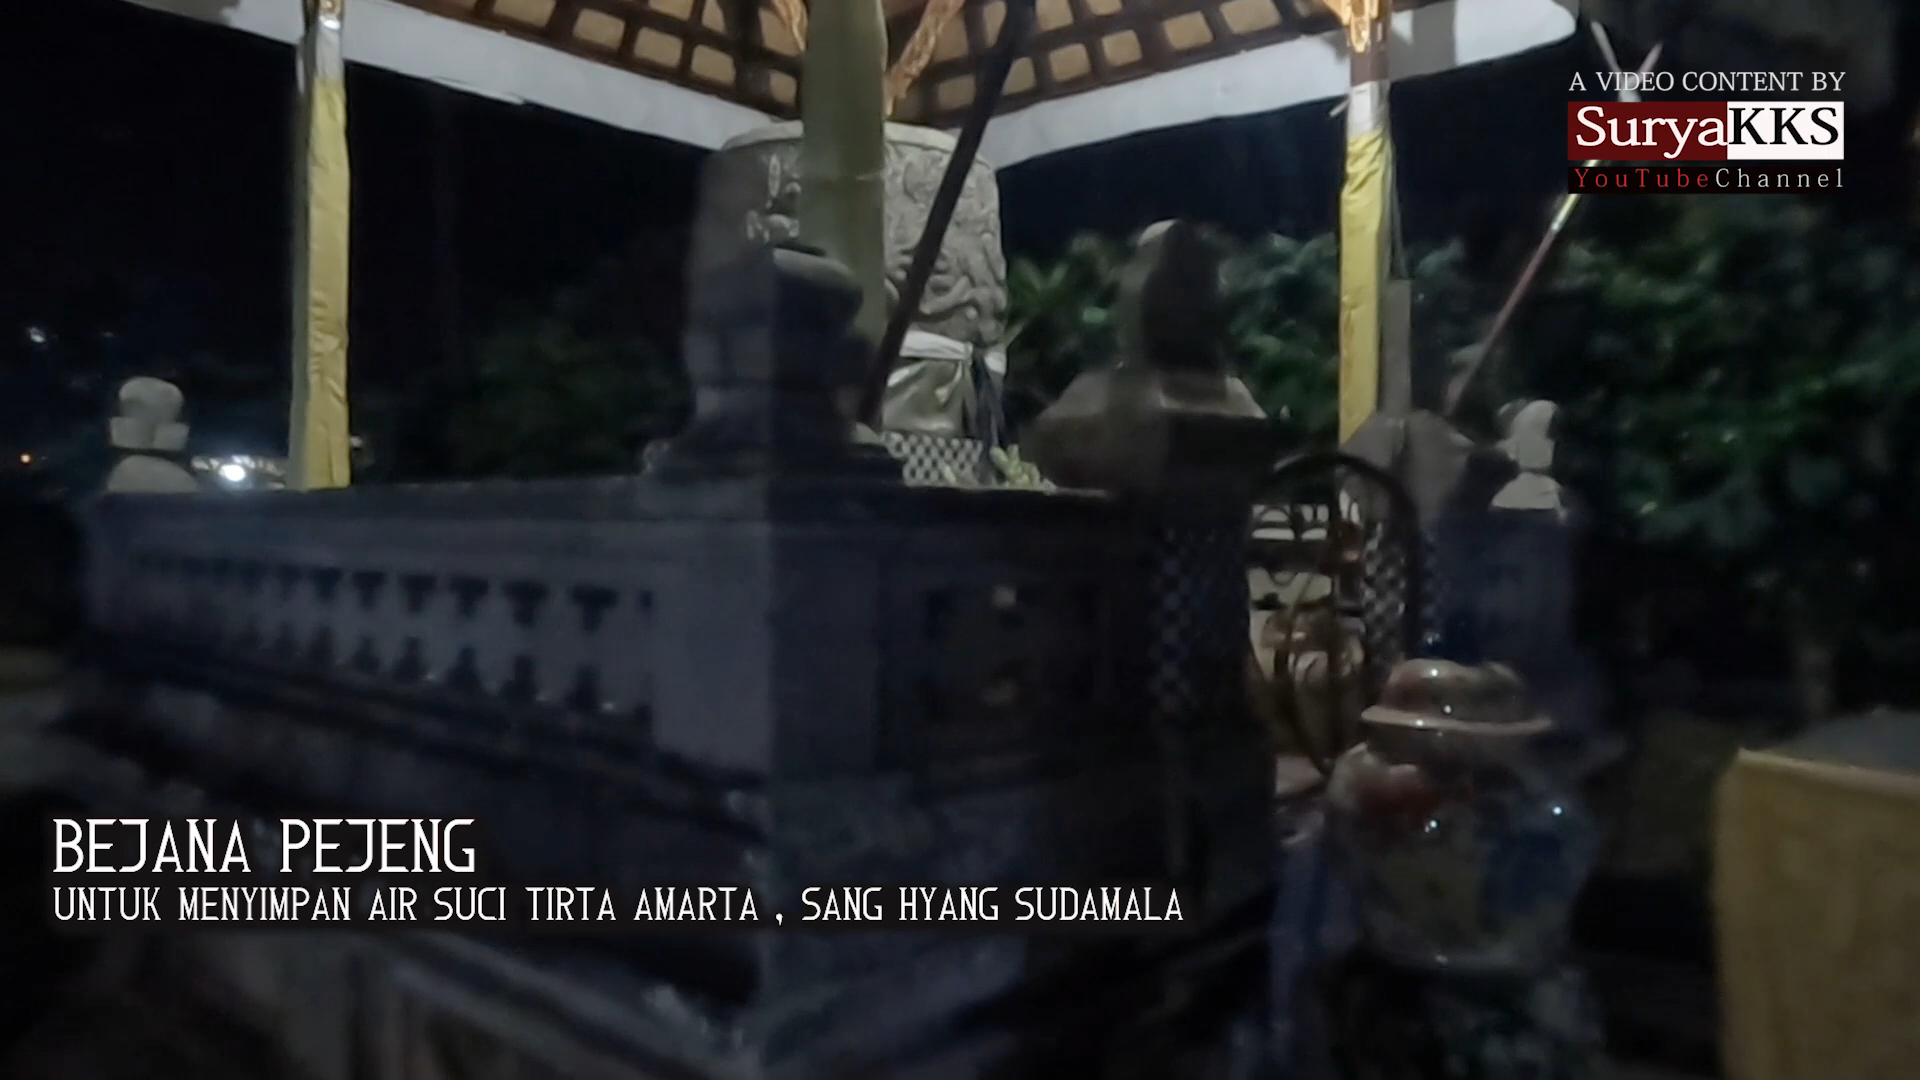 A VIDEO CONTENT BY
SuryaKKS
YouTubeChannel
BEJANA PEJENG
UNTUK MENYIMPAN AIR SUCI TIRTA AMARTA , SANG HYANG SUDAMALA